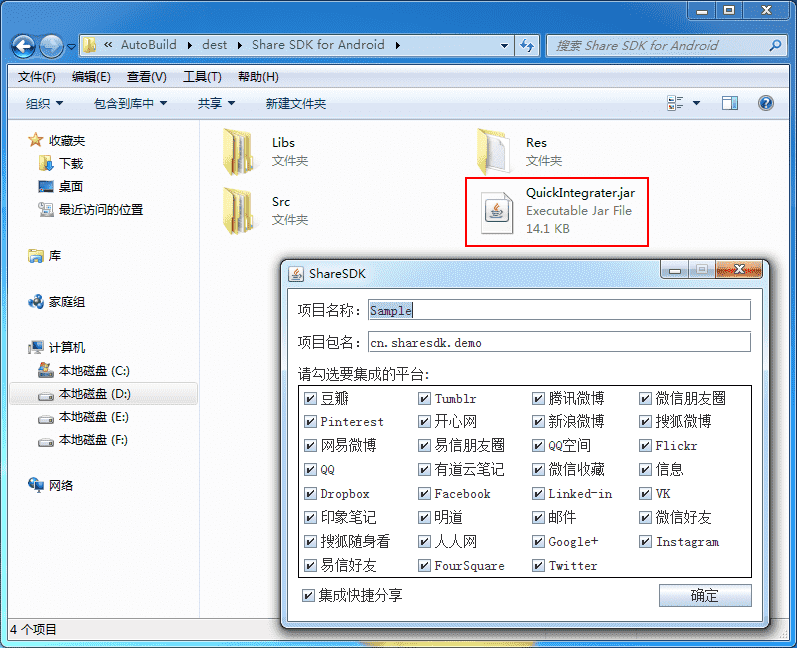 « AutoBuild dest Share SDK for Android
搜索 Share SDK for Android
文件(F) 编辑(E) 查看(V) 工具(T) 帮助(H)
组织 包含到库中 共享 新建文件夹
收藏夹
下载
桌面
最近访问的位置
库
家庭组
计算机
本地磁盘 (C:)
本地磁盘 (D:)
本地磁盘 (E:)
本地磁盘 (F:)
网络
Libs
文件夹
Res
文件夹
Src
文件夹
QuickIntegrater.jar
Executable Jar File
14.1 KB
ShareSDK
项目名称: Sample
项目包名: cn.sharesdk.demo
请勾选要集成的平台:
豆瓣 Tumblr 腾讯微博 微信朋友圈
Pinterest 开心网 新浪微博 搜狐微博
网易微博 易信朋友圈 QQ空间 Flickr
QQ 有道云笔记 微信收藏 信息
Dropbox Facebook Linked-in VK
印象笔记 明道 邮件 微信好友
搜狐随身看 人人网 Google+ Instagram
易信好友 FourSquare Twitter
集成快捷分享 确定
4 个项目